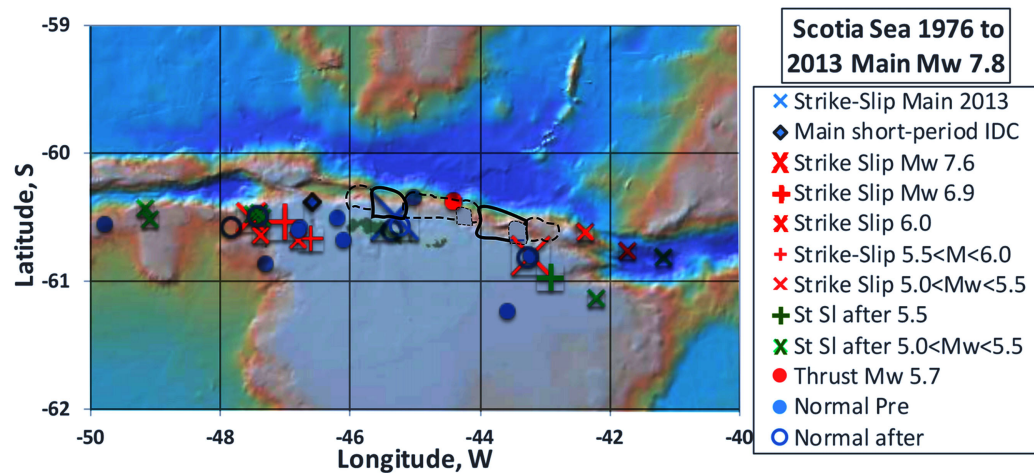 Scotia Sea 1976 to
2013 Main Mw 7.8
Strike-Slip Main 2013
Main short-period IDC
Strike Slip Mw 7.6
Strike Slip Mw 6.9
Strike Slip 6.0
Strike-Slip 5.5<M<6.0
Strike Slip 5.0<Mw<5.5
St Sl after 5.5
St Sl after 5.0<Mw<5.5
Thrust Mw 5.7
Normal Pre
Normal after
Latitude, S
-59
-60
-61
-62
-50 -48 -46 -44 -42 -40
Longitude, W